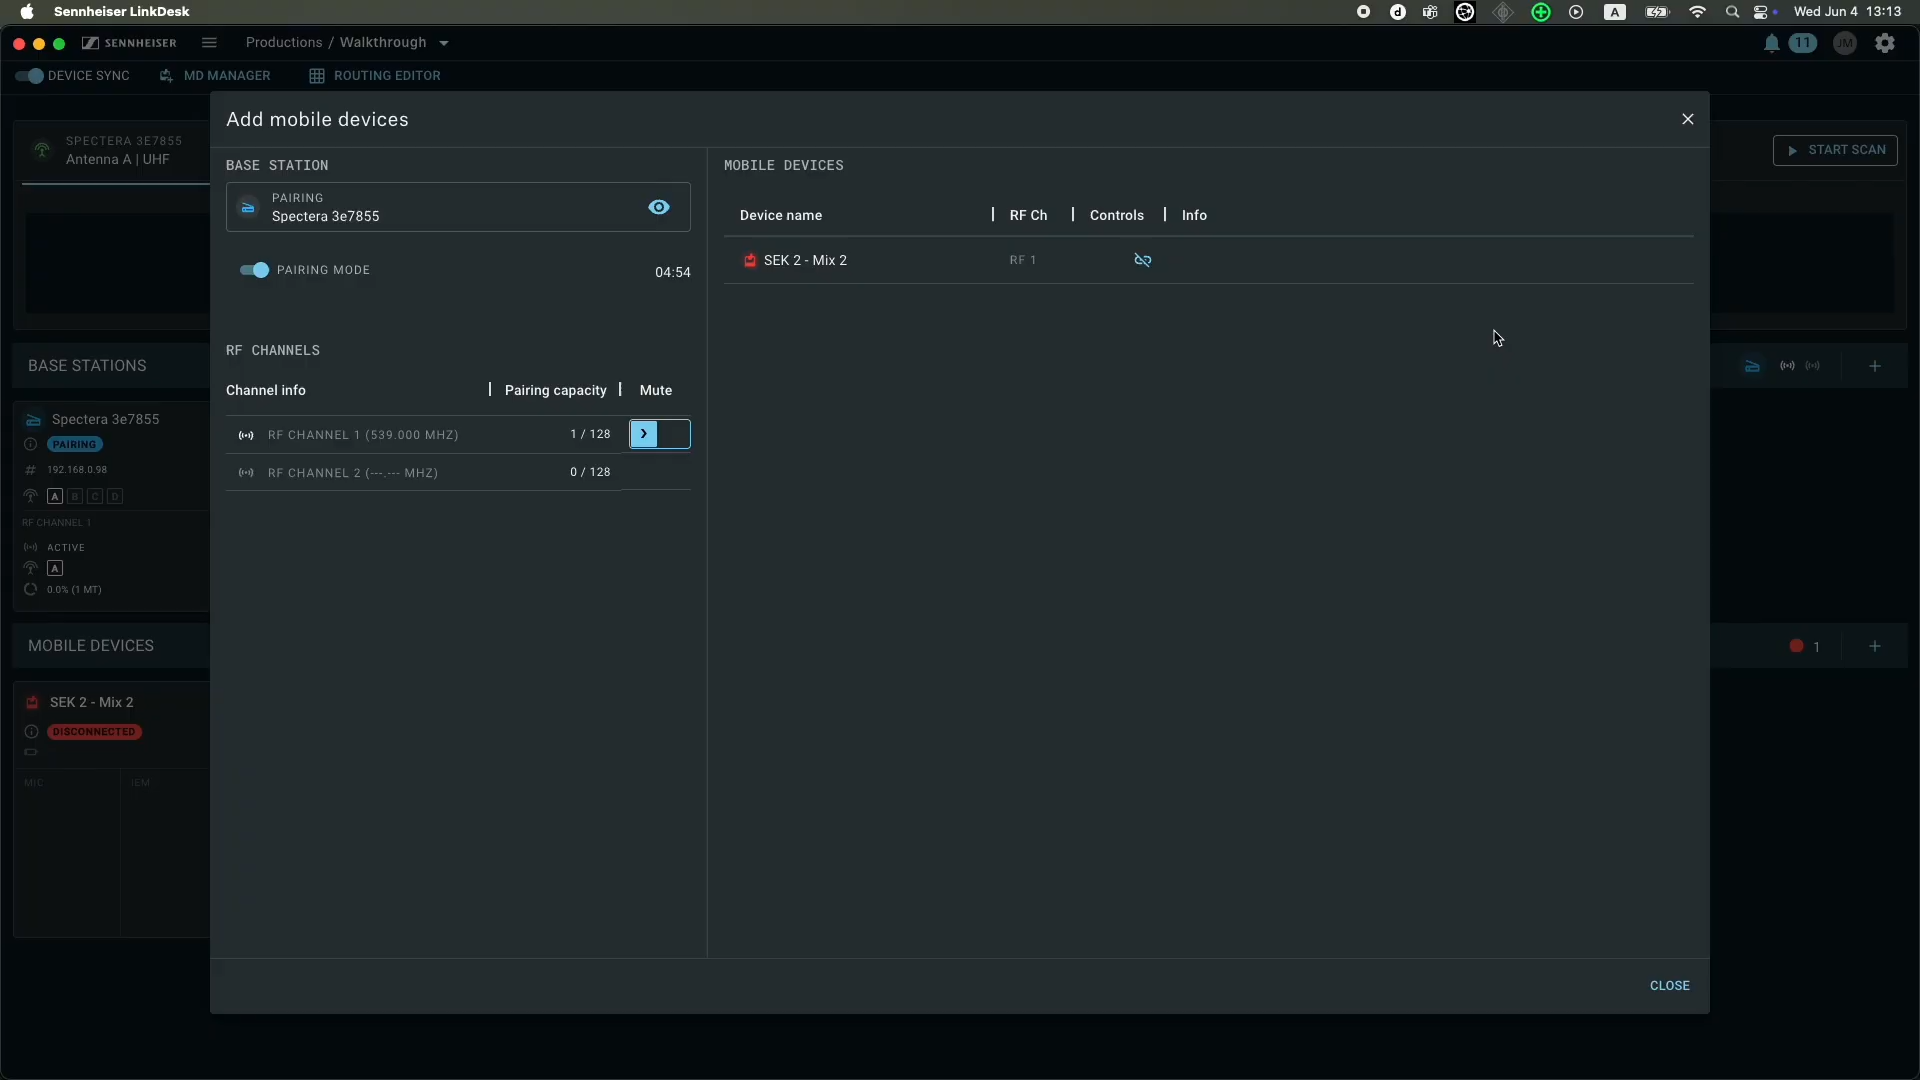 Sennheiser LinkDesk
A
Wed Jun 4 13:13
SENNHEISER
Productions / Walkthrough
11
JM
DEVICE SYNC
MD MANAGER
ROUTING EDITOR
Add mobile devices
SPECTERA 3E7855
Antenna A | UHF
START SCAN
BASE STATION
PAIRING
Spectera 3e7855
PAIRING MODE
04:54
RF CHANNELS
Channel info
Pairing capacity
Mute
RF CHANNEL 1 (539.000 MHZ)
1 / 128
RF CHANNEL 2 (---.--- MHZ)
0 / 128
MOBILE DEVICES
Device name
RF Ch
Controls
Info
SEK 2 - Mix 2
RF 1
BASE STATIONS
Spectera 3e7855
PAIRING
192.168.0.98
A B C D
RF CHANNEL 1
ACTIVE
A
0.0% (1 MT)
MOBILE DEVICES
1
SEK 2 - Mix 2
DISCONNECTED
MIC
IEM
CLOSE